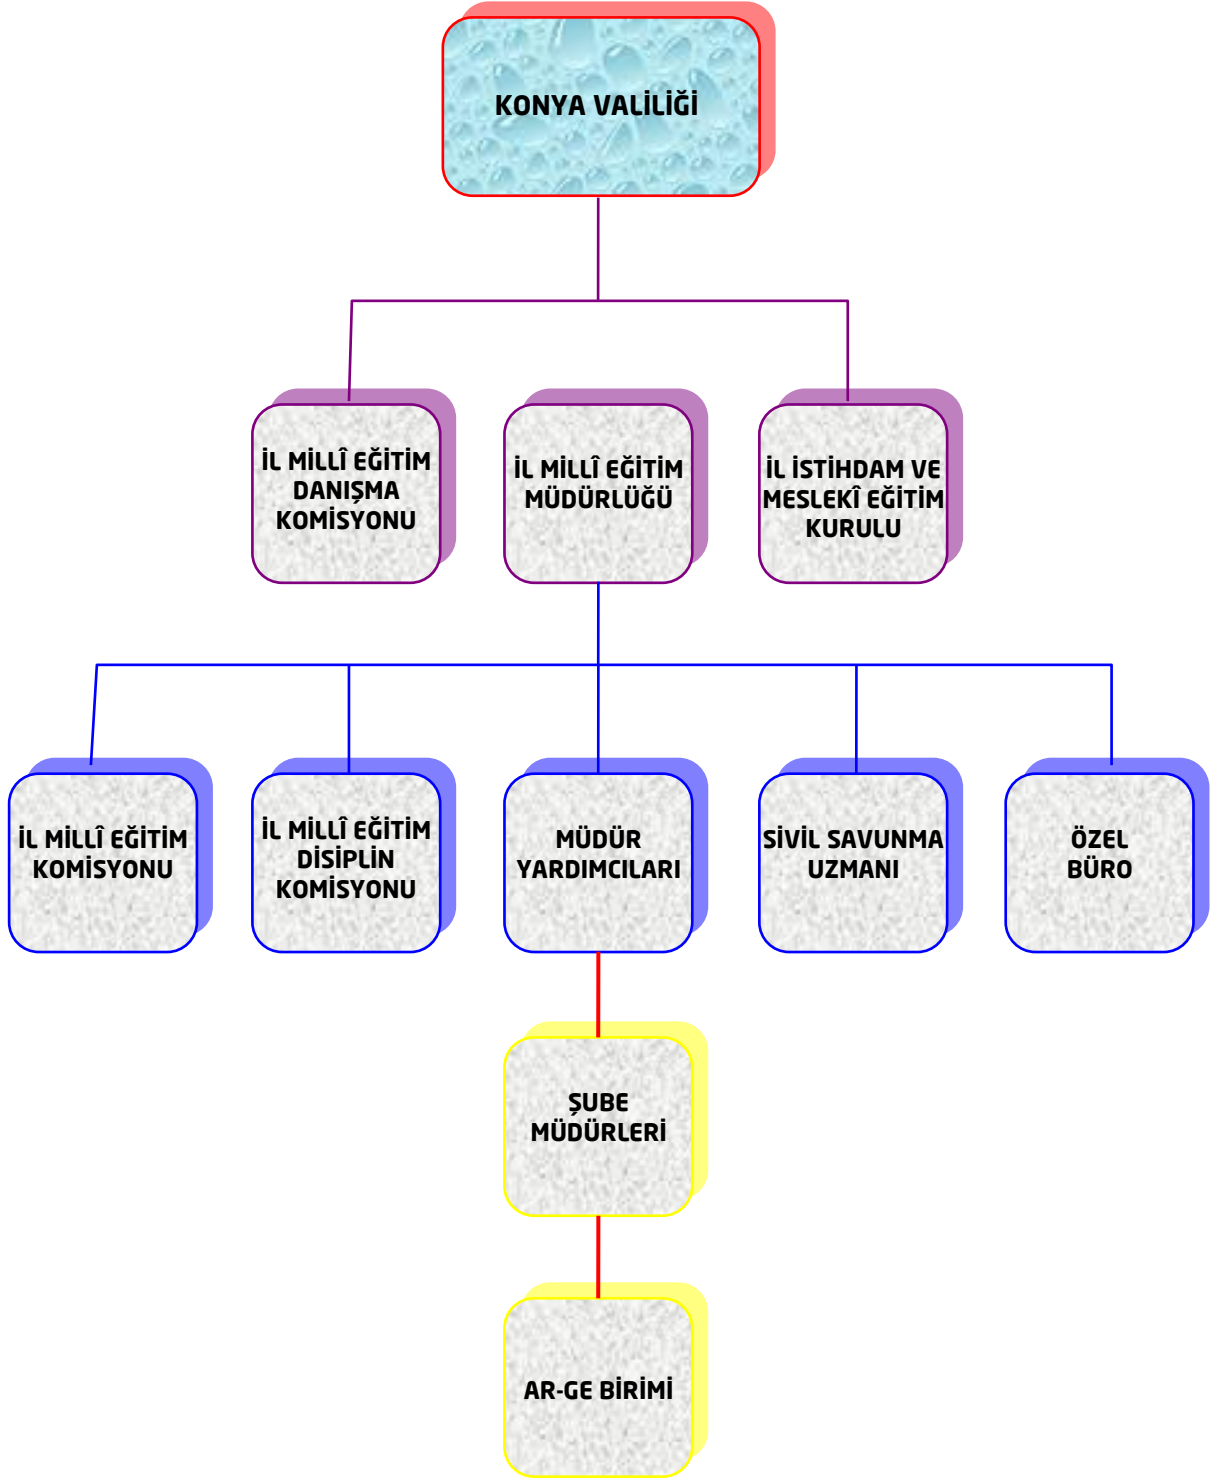 KONYA VALİLİĞİ
İL MİLLÎ EĞİTİM
DANIŞMA
KOMİSYONU
İL MİLLÎ EĞİTİM
MÜDÜRLÜĞÜ
İL İSTİHDAM VE
MESLEKÎ EĞİTİM
KURULU
İL MİLLÎ EĞİTİM
KOMİSYONU
İL MİLLÎ EĞİTİM
DİSİPLİN
KOMİSYONU
MÜDÜR
YARDIMCILARI
SİVİL SAVUNMA
UZMANI
ÖZEL
BÜRO
ŞUBE
MÜDÜRLERİ
AR-GE BİRİMİ